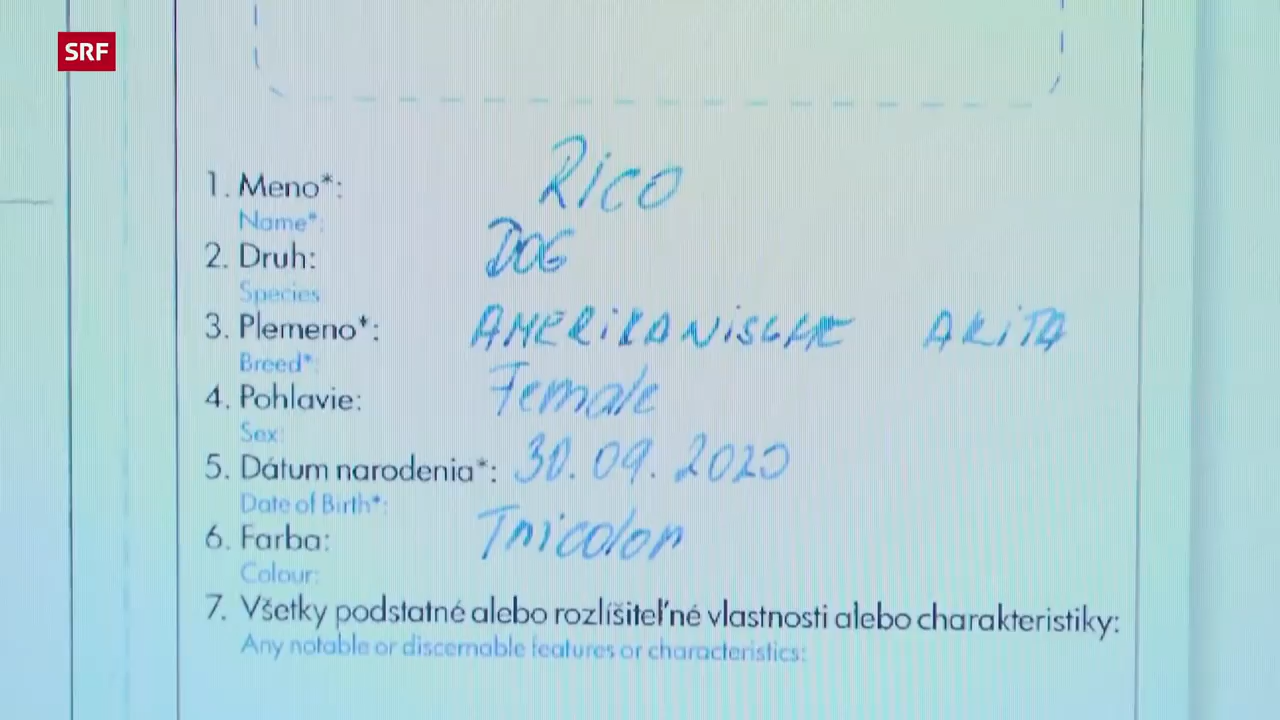 SRF
1. Meno*: Rico
Name*:
2. Druh: DOG
Species
3. Plemeno*: AMERIKANISCHE AKITA
Breed*:
4. Pohlavie: Female
Sex:
5. Dátum narodenia*: 30.09.2020
Date of Birth*:
6. Farba: Tricolor
Colour:
7. Všetky podstatné alebo rozlíšiteľné vlastnosti alebo charakteristiky:
Any notable or discernable features or characteristics: